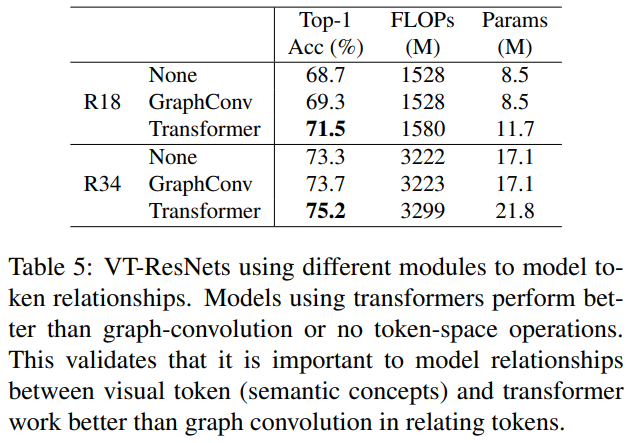 Top-1 FLOPs Params
Acc (%) (M) (M)
None 68.7 1528 8.5
R18 GraphConv 69.3 1528 8.5
Transformer 71.5 1580 11.7
None 73.3 3222 17.1
R34 GraphConv 73.7 3223 17.1
Transformer 75.2 3299 21.8
Table 5: VT-ResNets using different modules to model to-
ken relationships. Models using transformers perform bet-
ter than graph-convolution or no token-space operations.
This validates that it is important to model relationships
between visual token (semantic concepts) and transformer
work better than graph convolution in relating tokens.